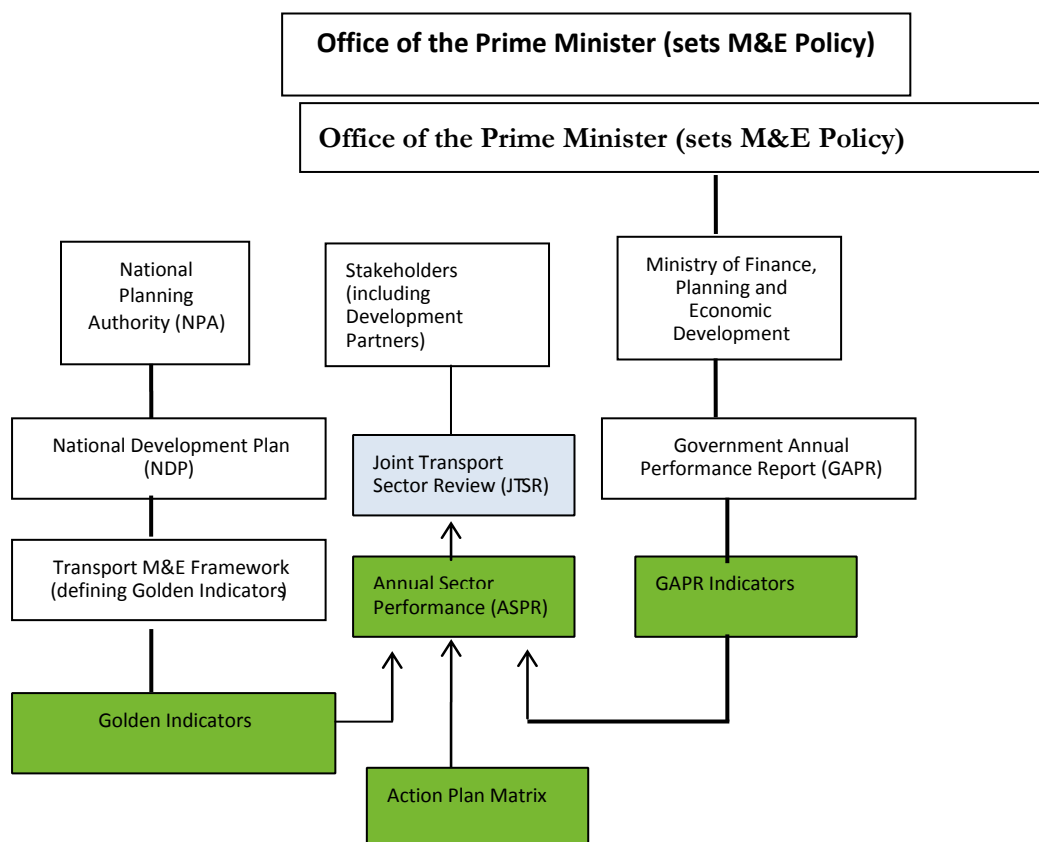 Office of the Prime Minister (sets M&E Policy)
Office of the Prime Minister (sets M&E Policy)
National
Planning
Authority (NPA)
Stakeholders
(including
Development
Partners)
Ministry of Finance,
Planning and
Economic
Development
National Development Plan
(NDP)
Joint Transport
Sector Review (JTSR)
Government Annual
Performance Report (GAPR)
Transport M&E Framework
(defining Golden Indicators)
Annual Sector
Performance (ASPR)
GAPR Indicators
Golden Indicators
Action Plan Matrix